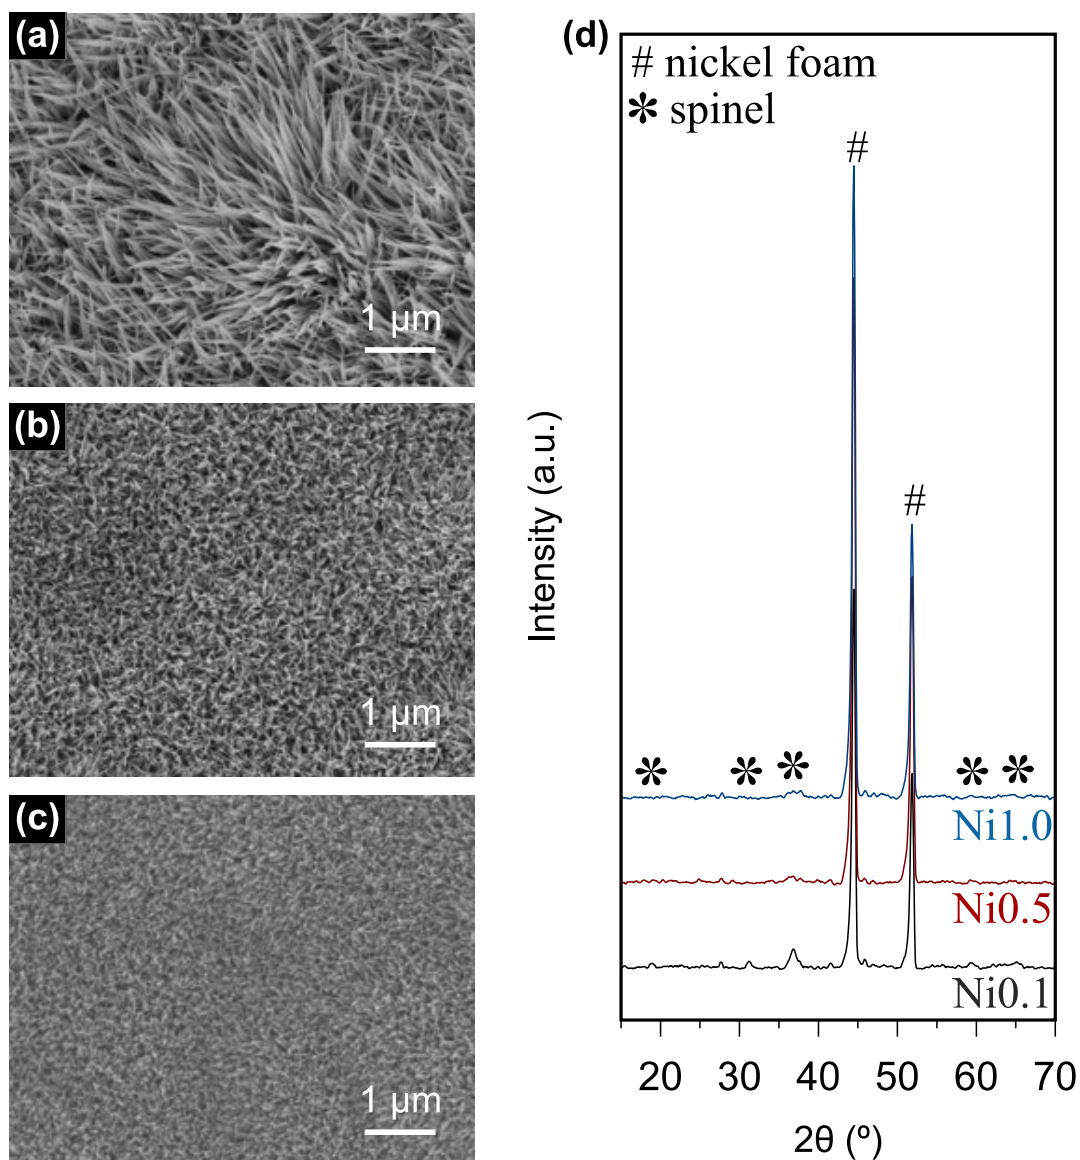 (a)
1 µm
(b)
1 µm
(c)
1 µm
(d)
# nickel foam
* spinel
#
#
* * * * *
Ni1.0
Ni0.5
Ni0.1
Intensity (a.u.)
20 30 40 50 60 70
2θ (º)